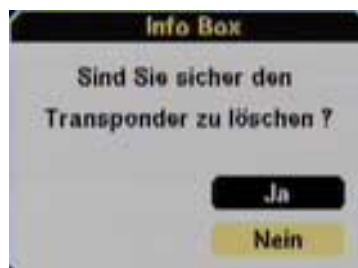 Info Box
Sind Sie sicher den
Transponder zu löschen ?
Ja
Nein